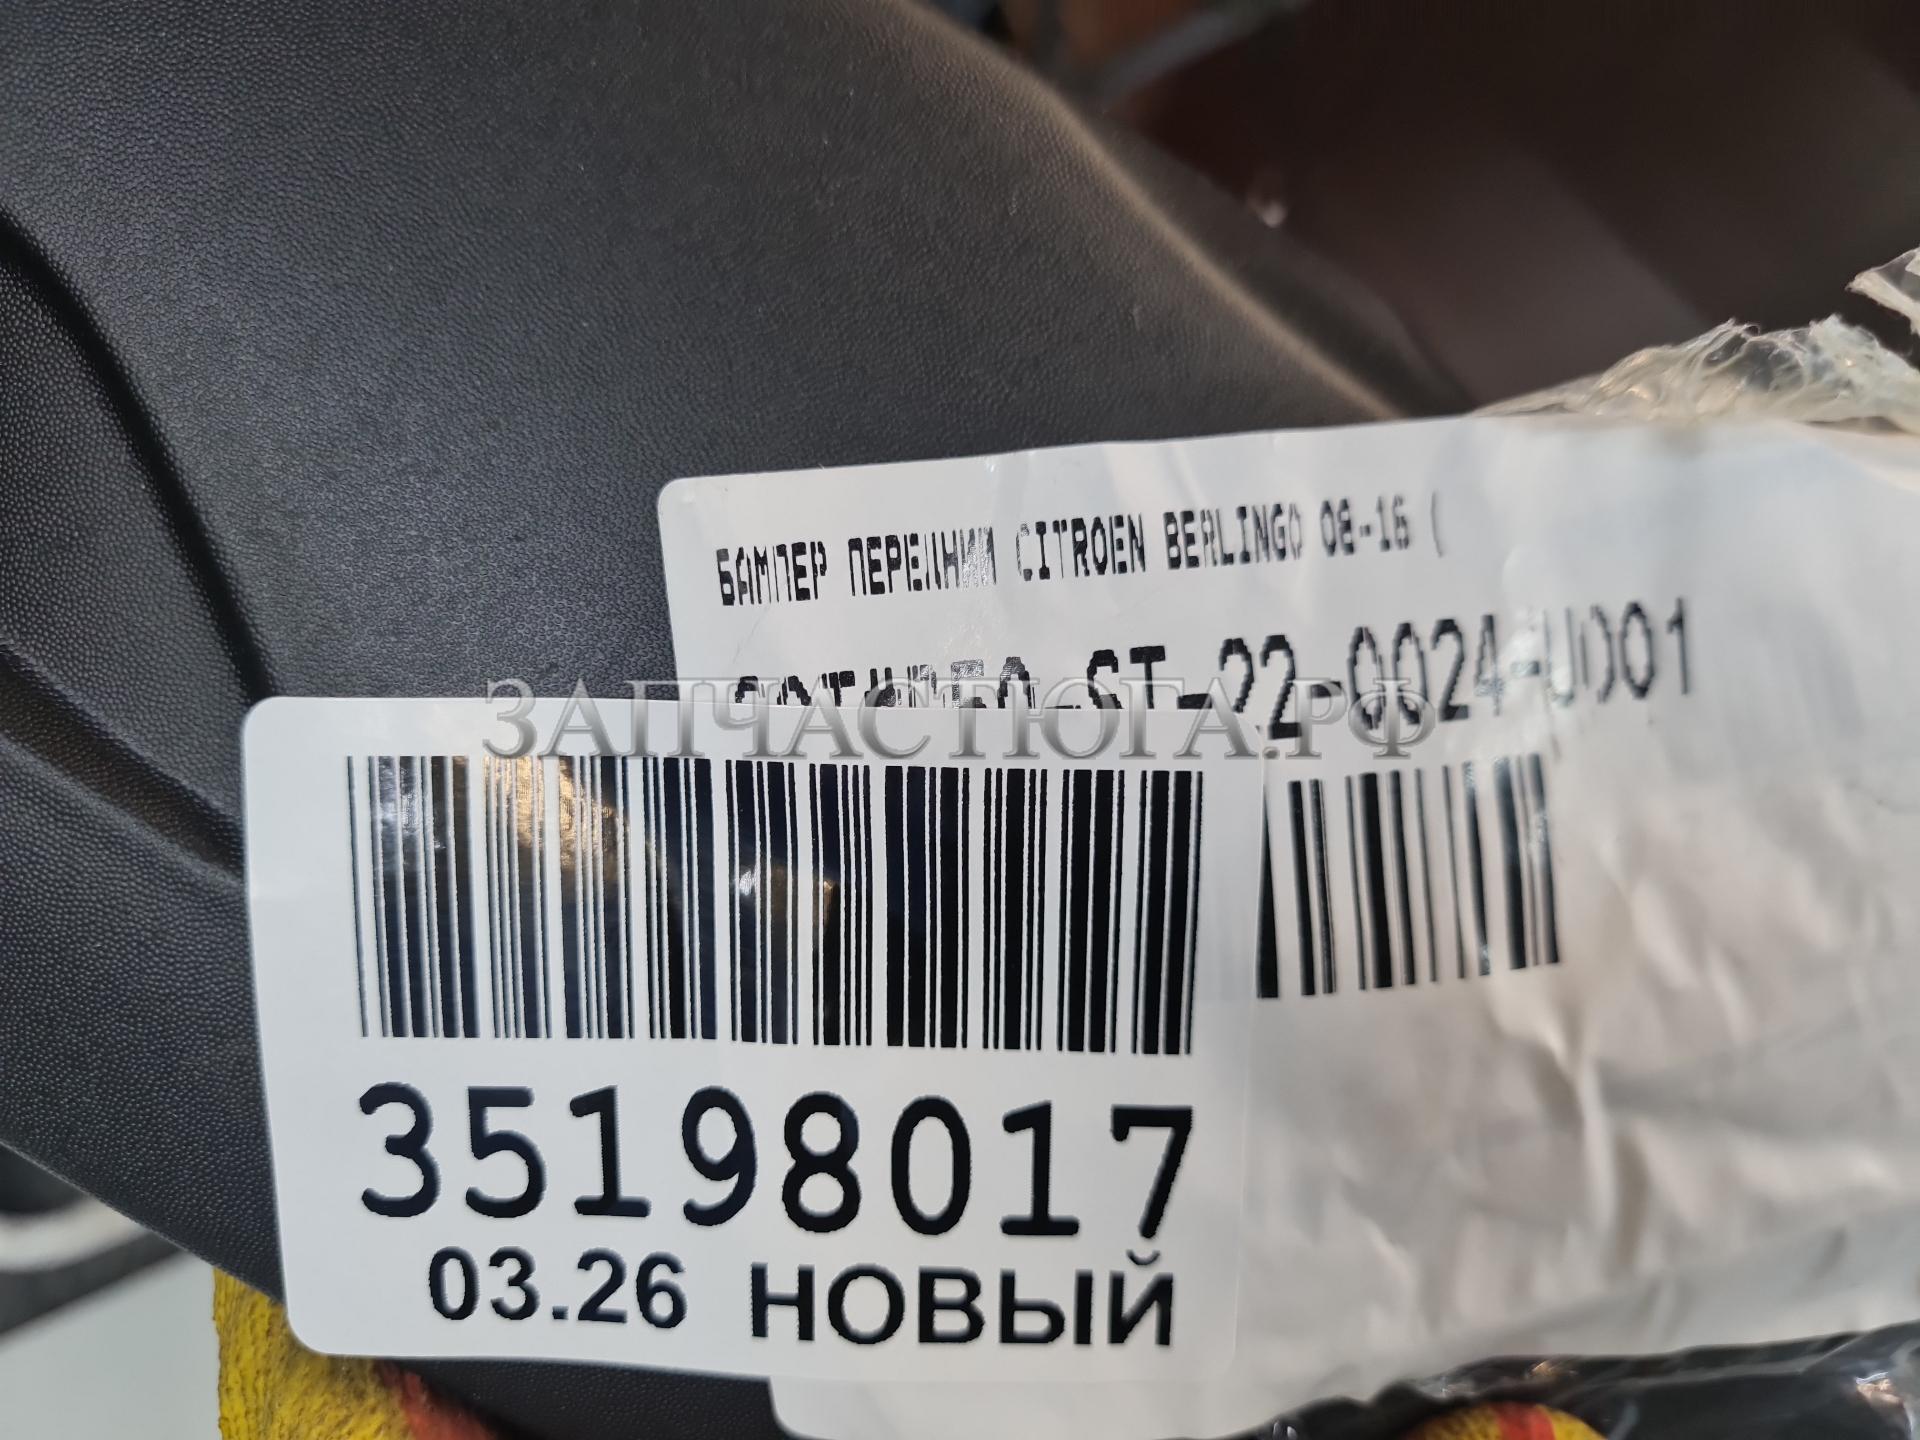 БАМПЕР ПЕРЕДНИЙ CITROEN BERLINGO 08-16 (
ST-22-0024-U001
ЗАПЧАСТЮГА.РФ
35198017
03.26 НОВЫЙ